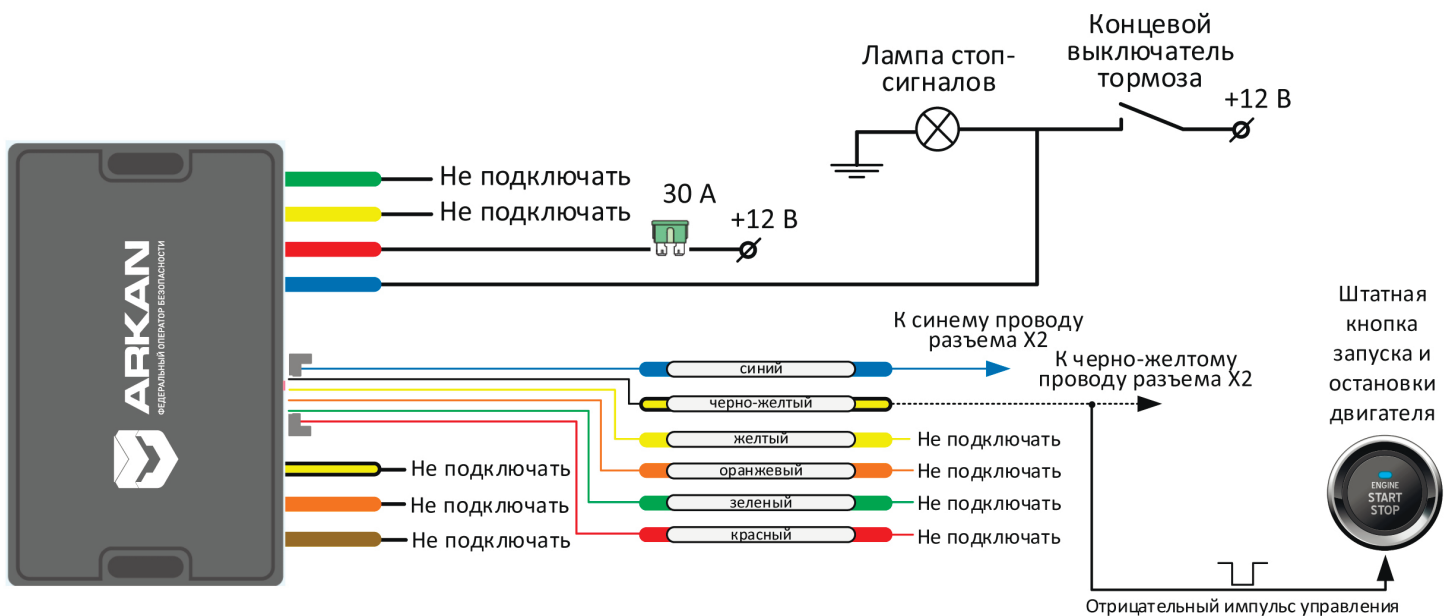 Концевой
выключатель
тормоза
Лампа стоп-
сигналов
+12 В
Не подключать
Не подключать
30 А
+12 В
ARKAN
ФЕДЕРАЛЬНЫЙ ОПЕРАТОР БЕЗОПАСНОСТИ
К синему проводу
разъема X2
К черно-желтому
проводу разъема X2
синий
черно-желтый
желтый
Не подключать
оранжевый
Не подключать
зеленый
Не подключать
красный
Не подключать
Не подключать
Не подключать
Не подключать
Штатная
кнопка
запуска и
остановки
двигателя
ENGINE
START
STOP
Отрицательный импульс управления